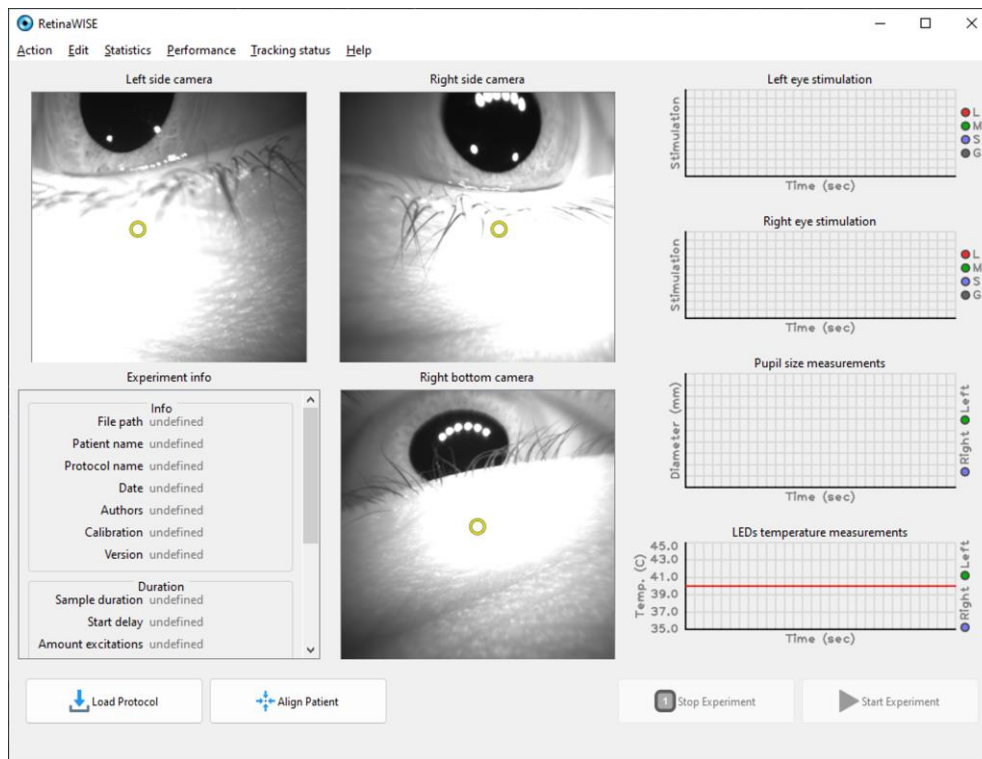 RetinaWISE
Action Edit Statistics Performance Tracking status Help
Left side camera
Right side camera
Left eye stimulation
Stimulation
L
M
S
G
Time (sec)
Right eye stimulation
Stimulation
L
M
S
G
Time (sec)
Experiment info
Info
File path undefined
Patient name undefined
Protocol name undefined
Date undefined
Authors undefined
Calibration undefined
Version undefined
Duration
Sample duration undefined
Start delay undefined
Amount excitations undefined
Right bottom camera
Pupil size measurements
Diameter (mm)
Right Left
Time (sec)
LEDs temperature measurements
Temp. (C)
45.0
43.0
41.0
39.0
37.0
35.0
Right Left
Time (sec)
Load Protocol
Align Patient
1 Stop Experiment
Start Experiment